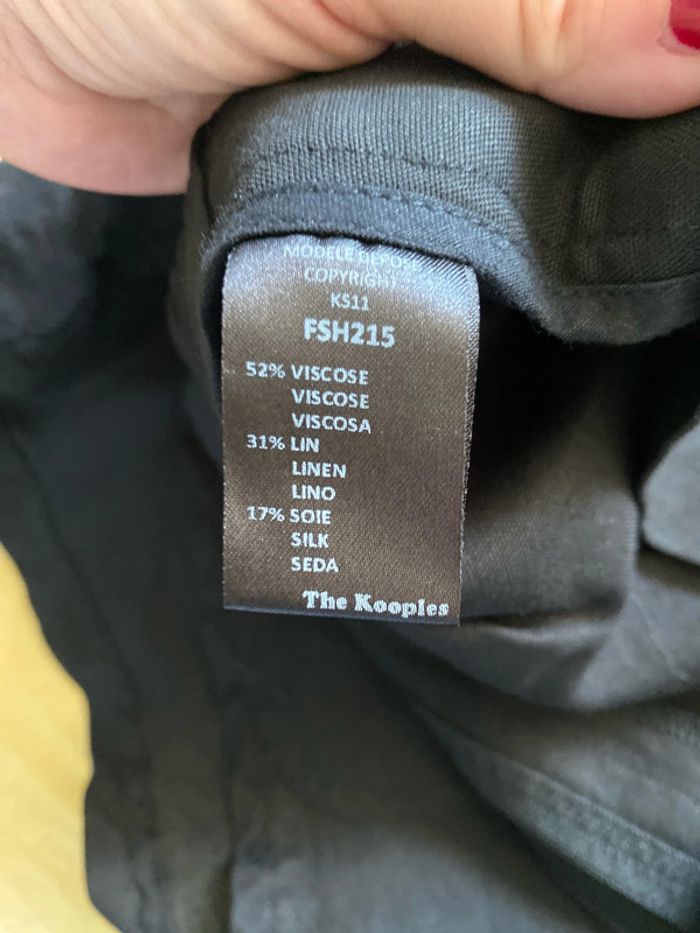 MODELE DEPOSE
COPYRIGHT
KS11
FSH215
52% VISCOSE
VISCOSE
VISCOSA
31% LIN
LINEN
LINO
17% SOIE
SILK
SEDA
The Kooples